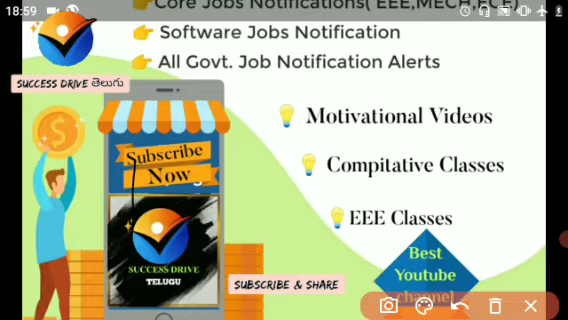 18:59
👉Core Jobs Notifications( EEE,MECH,
👉 Software Jobs Notification
👉 All Govt. Job Notification Alerts
SUCCESS DRIVE తెలుగు
💡 Motivational Videos
💡 Compitative Classes
💡EEE Classes
Subscribe
Now
SUCCESS DRIVE
TELUGU
SUBSCRIBE & SHARE
Best
Youtube
channel